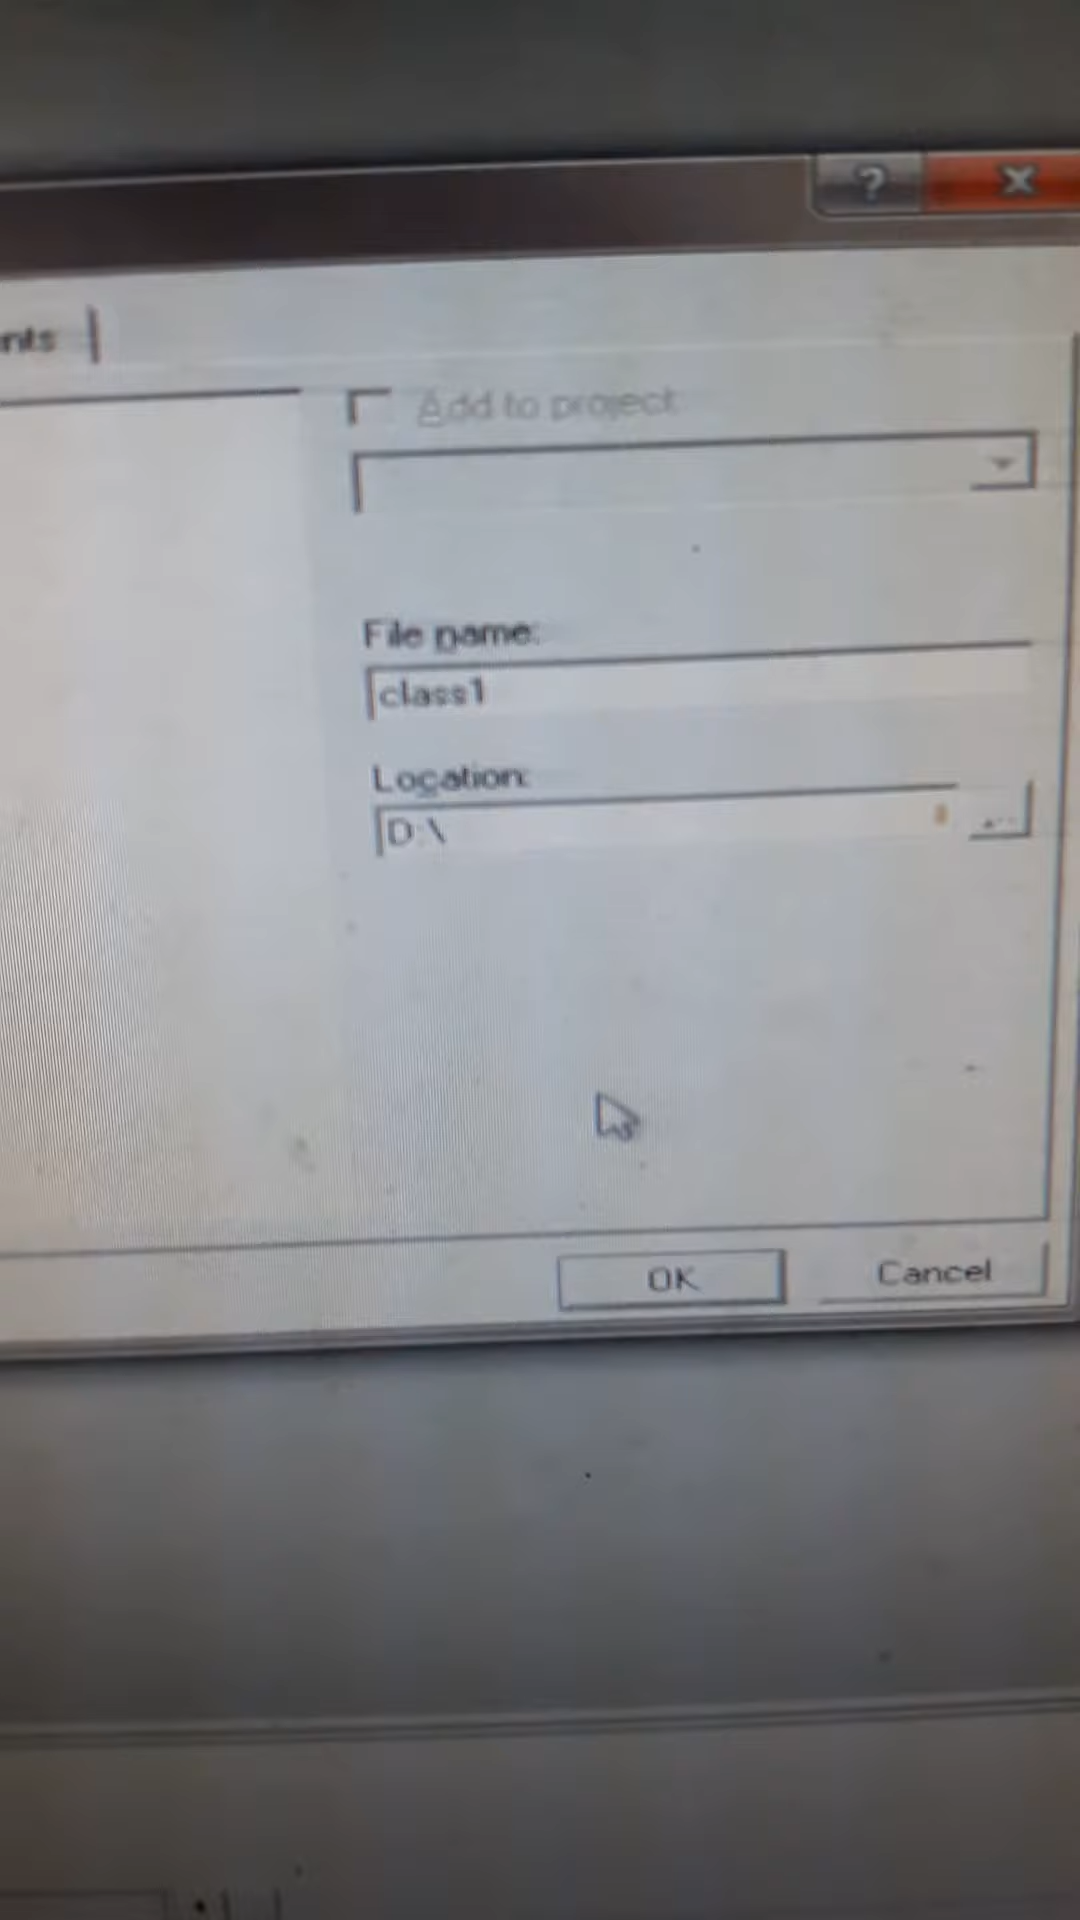 nts
Add to project:
File name:
class1
Location:
D:\
...
OK
Cancel